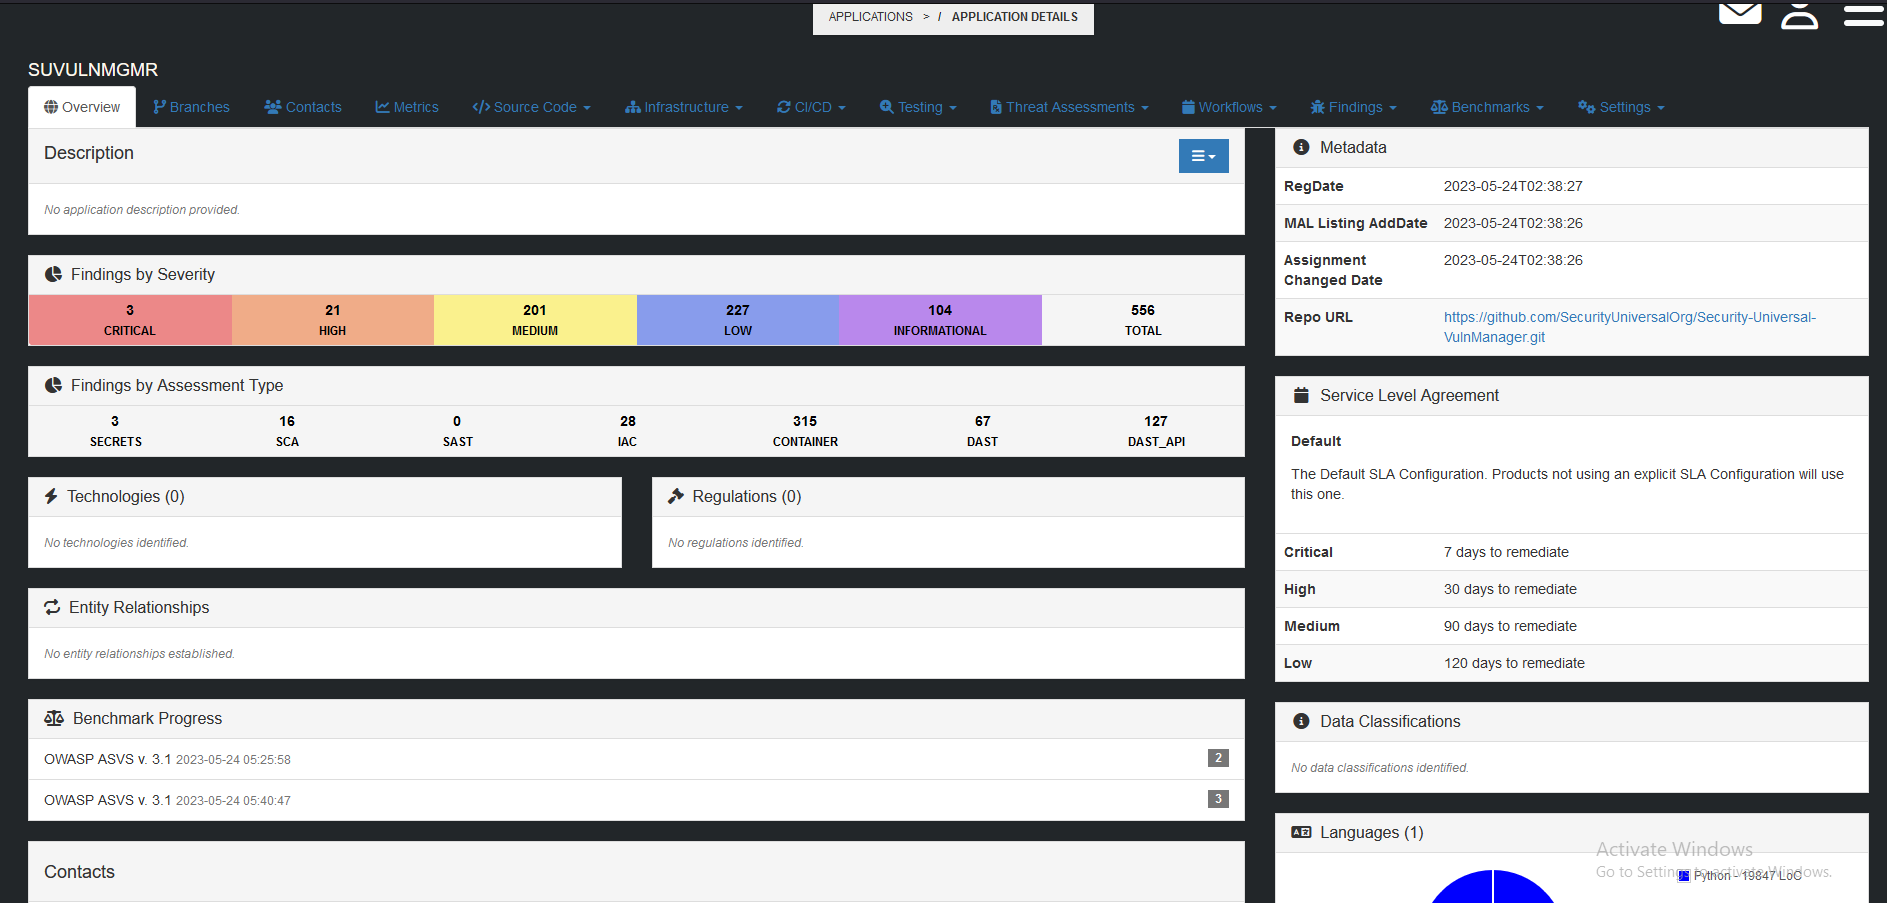 APPLICATIONS > / APPLICATION DETAILS
SUVULNMGMR
Overview Branches Contacts Metrics Source Code Infrastructure CI/CD Testing Threat Assessments Workflows Findings Benchmarks Settings
Description
No application description provided.
Findings by Severity
3 21 201 227 104 556
CRITICAL HIGH MEDIUM LOW INFORMATIONAL TOTAL
Findings by Assessment Type
3 16 0 28 315 67 127
SECRETS SCA SAST IAC CONTAINER DAST DAST_API
Technologies (0)
No technologies identified.
Regulations (0)
No regulations identified.
Entity Relationships
No entity relationships established.
Benchmark Progress
OWASP ASVS v. 3.1 2023-05-24 05:25:58 2
OWASP ASVS v. 3.1 2023-05-24 05:40:47 3
Contacts
Metadata
RegDate 2023-05-24T02:38:27
MAL Listing AddDate 2023-05-24T02:38:26
Assignment 2023-05-24T02:38:26
Changed Date
Repo URL https://github.com/SecurityUniversalOrg/Security-Universal-
VulnManager.git
Service Level Agreement
Default
The Default SLA Configuration. Products not using an explicit SLA Configuration will use
this one.
Critical 7 days to remediate
High 30 days to remediate
Medium 90 days to remediate
Low 120 days to remediate
Data Classifications
No data classifications identified.
Languages (1)
Activate Windows
Go to Settings to activate Windows.
Python - 19847 LoC